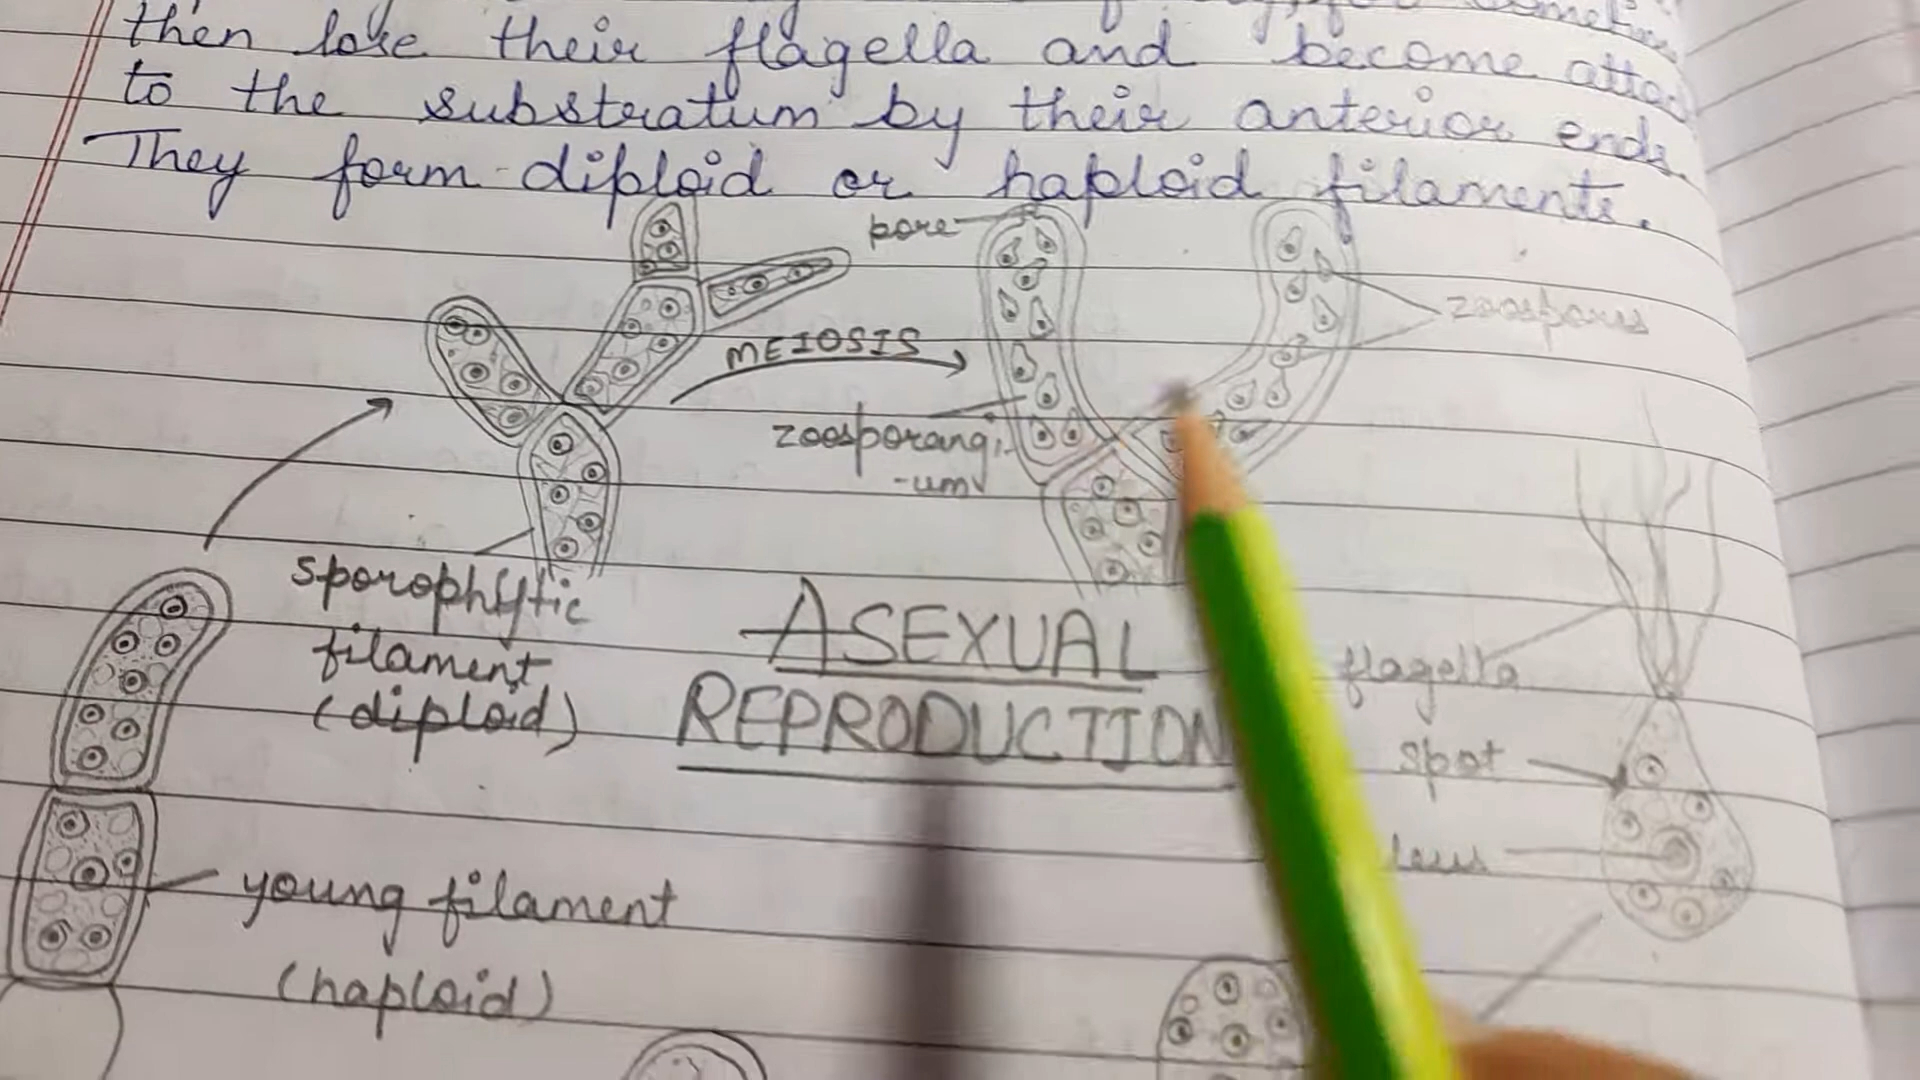 then lose their flagella and become
to the substratum by their anterior ends.
They form diploid or haploid filaments.
pore
zoospores
MEIOSIS
zoosporangi-
-um
sporophytic
filament
(diploid)
ASEXUAL
REPRODUCTION
flagella
spot
young filament
(haploid)